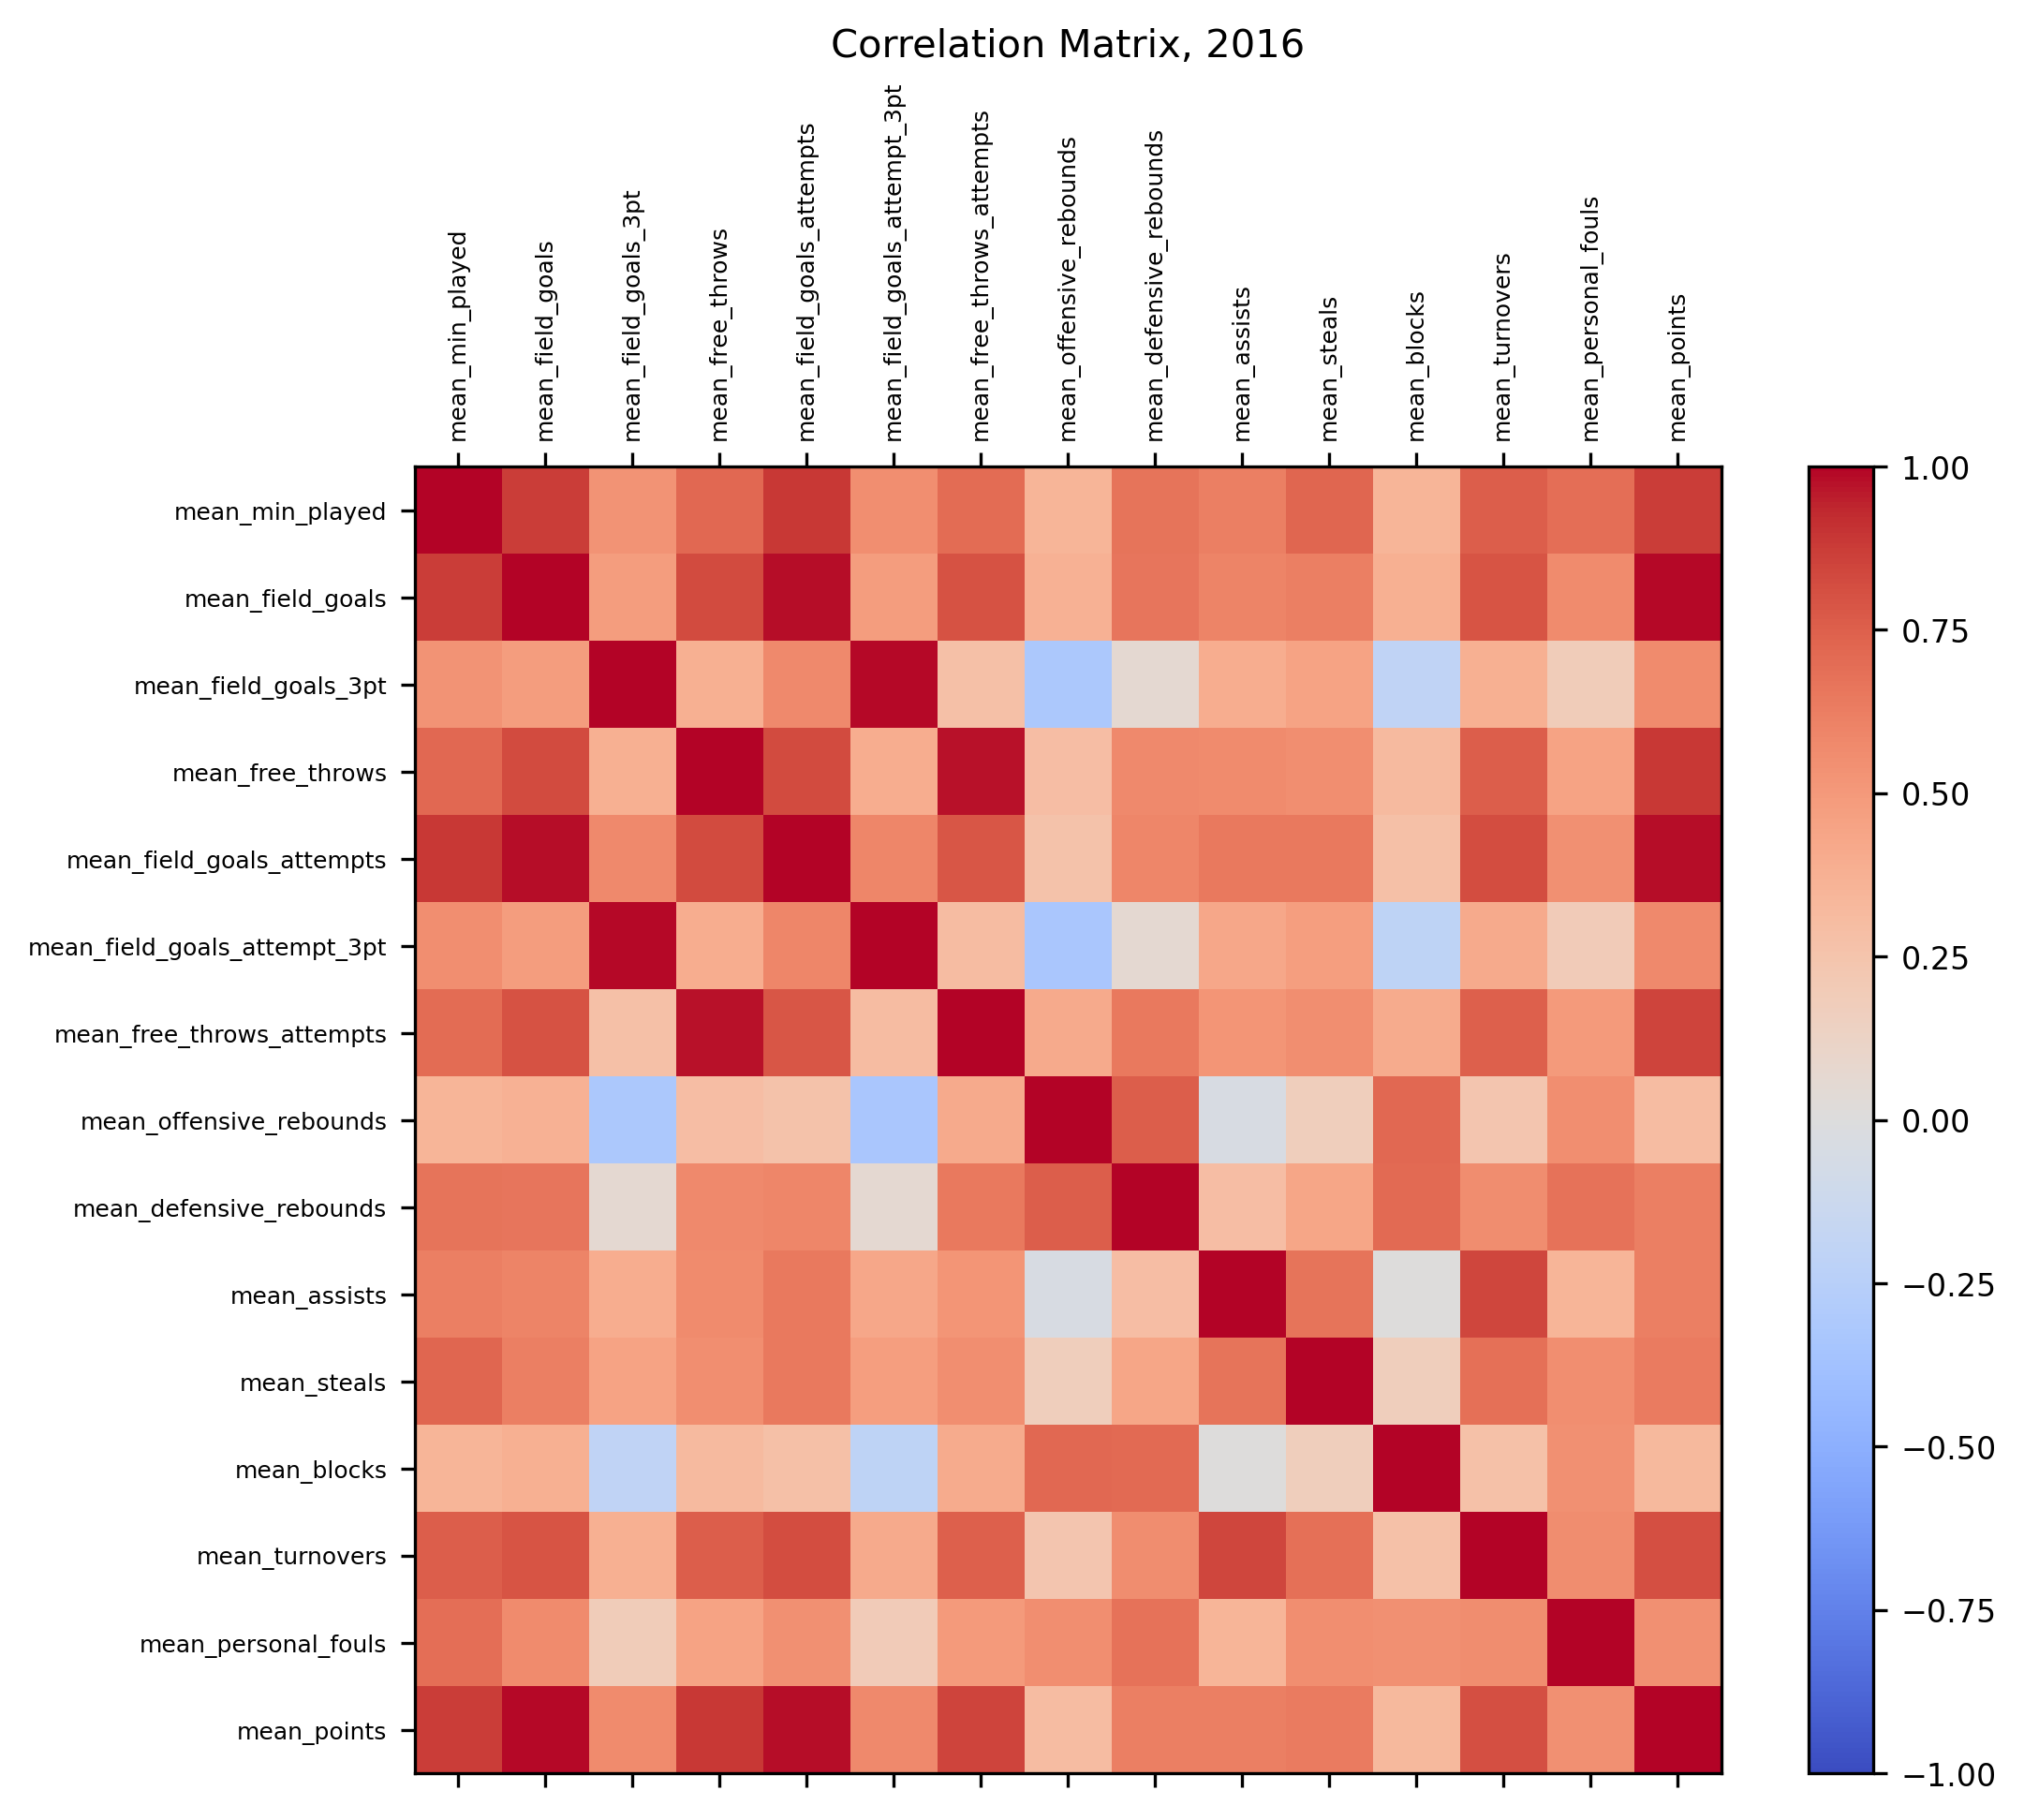 Correlation Matrix, 2016
mean_min_played
mean_field_goals
mean_field_goals_3pt
mean_free_throws
mean_field_goals_attempts
mean_field_goals_attempt_3pt
mean_free_throws_attempts
mean_offensive_rebounds
mean_defensive_rebounds
mean_assists
mean_steals
mean_blocks
mean_turnovers
mean_personal_fouls
mean_points
mean_min_played
mean_field_goals
mean_field_goals_3pt
mean_free_throws
mean_field_goals_attempts
mean_field_goals_attempt_3pt
mean_free_throws_attempts
mean_offensive_rebounds
mean_defensive_rebounds
mean_assists
mean_steals
mean_blocks
mean_turnovers
mean_personal_fouls
mean_points
1.00
0.75
0.50
0.25
0.00
−0.25
−0.50
−0.75
−1.00